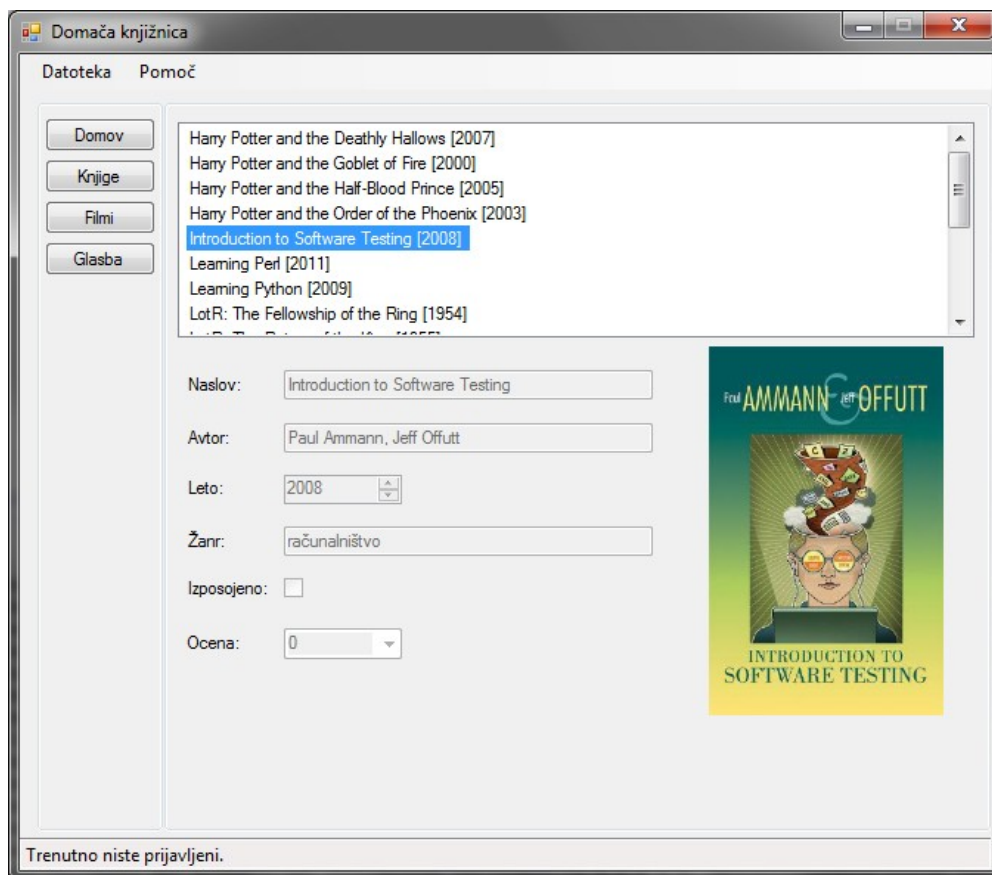 Domača knjižnica
Datoteka Pomoč
Domov
Knjige
Filmi
Glasba
Harry Potter and the Deathly Hallows [2007]
Harry Potter and the Goblet of Fire [2000]
Harry Potter and the Half-Blood Prince [2005]
Harry Potter and the Order of the Phoenix [2003]
Introduction to Software Testing [2008]
Learning Perl [2011]
Learning Python [2009]
LotR: The Fellowship of the Ring [1954]
Naslov: Introduction to Software Testing
Avtor: Paul Ammann, Jeff Offutt
Leto: 2008
Žanr: računalništvo
Izposojeno:
Ocena: 0
Paul AMMANN & Jeff OFFUTT
INTRODUCTION TO
SOFTWARE TESTING
Trenutno niste prijavljeni.